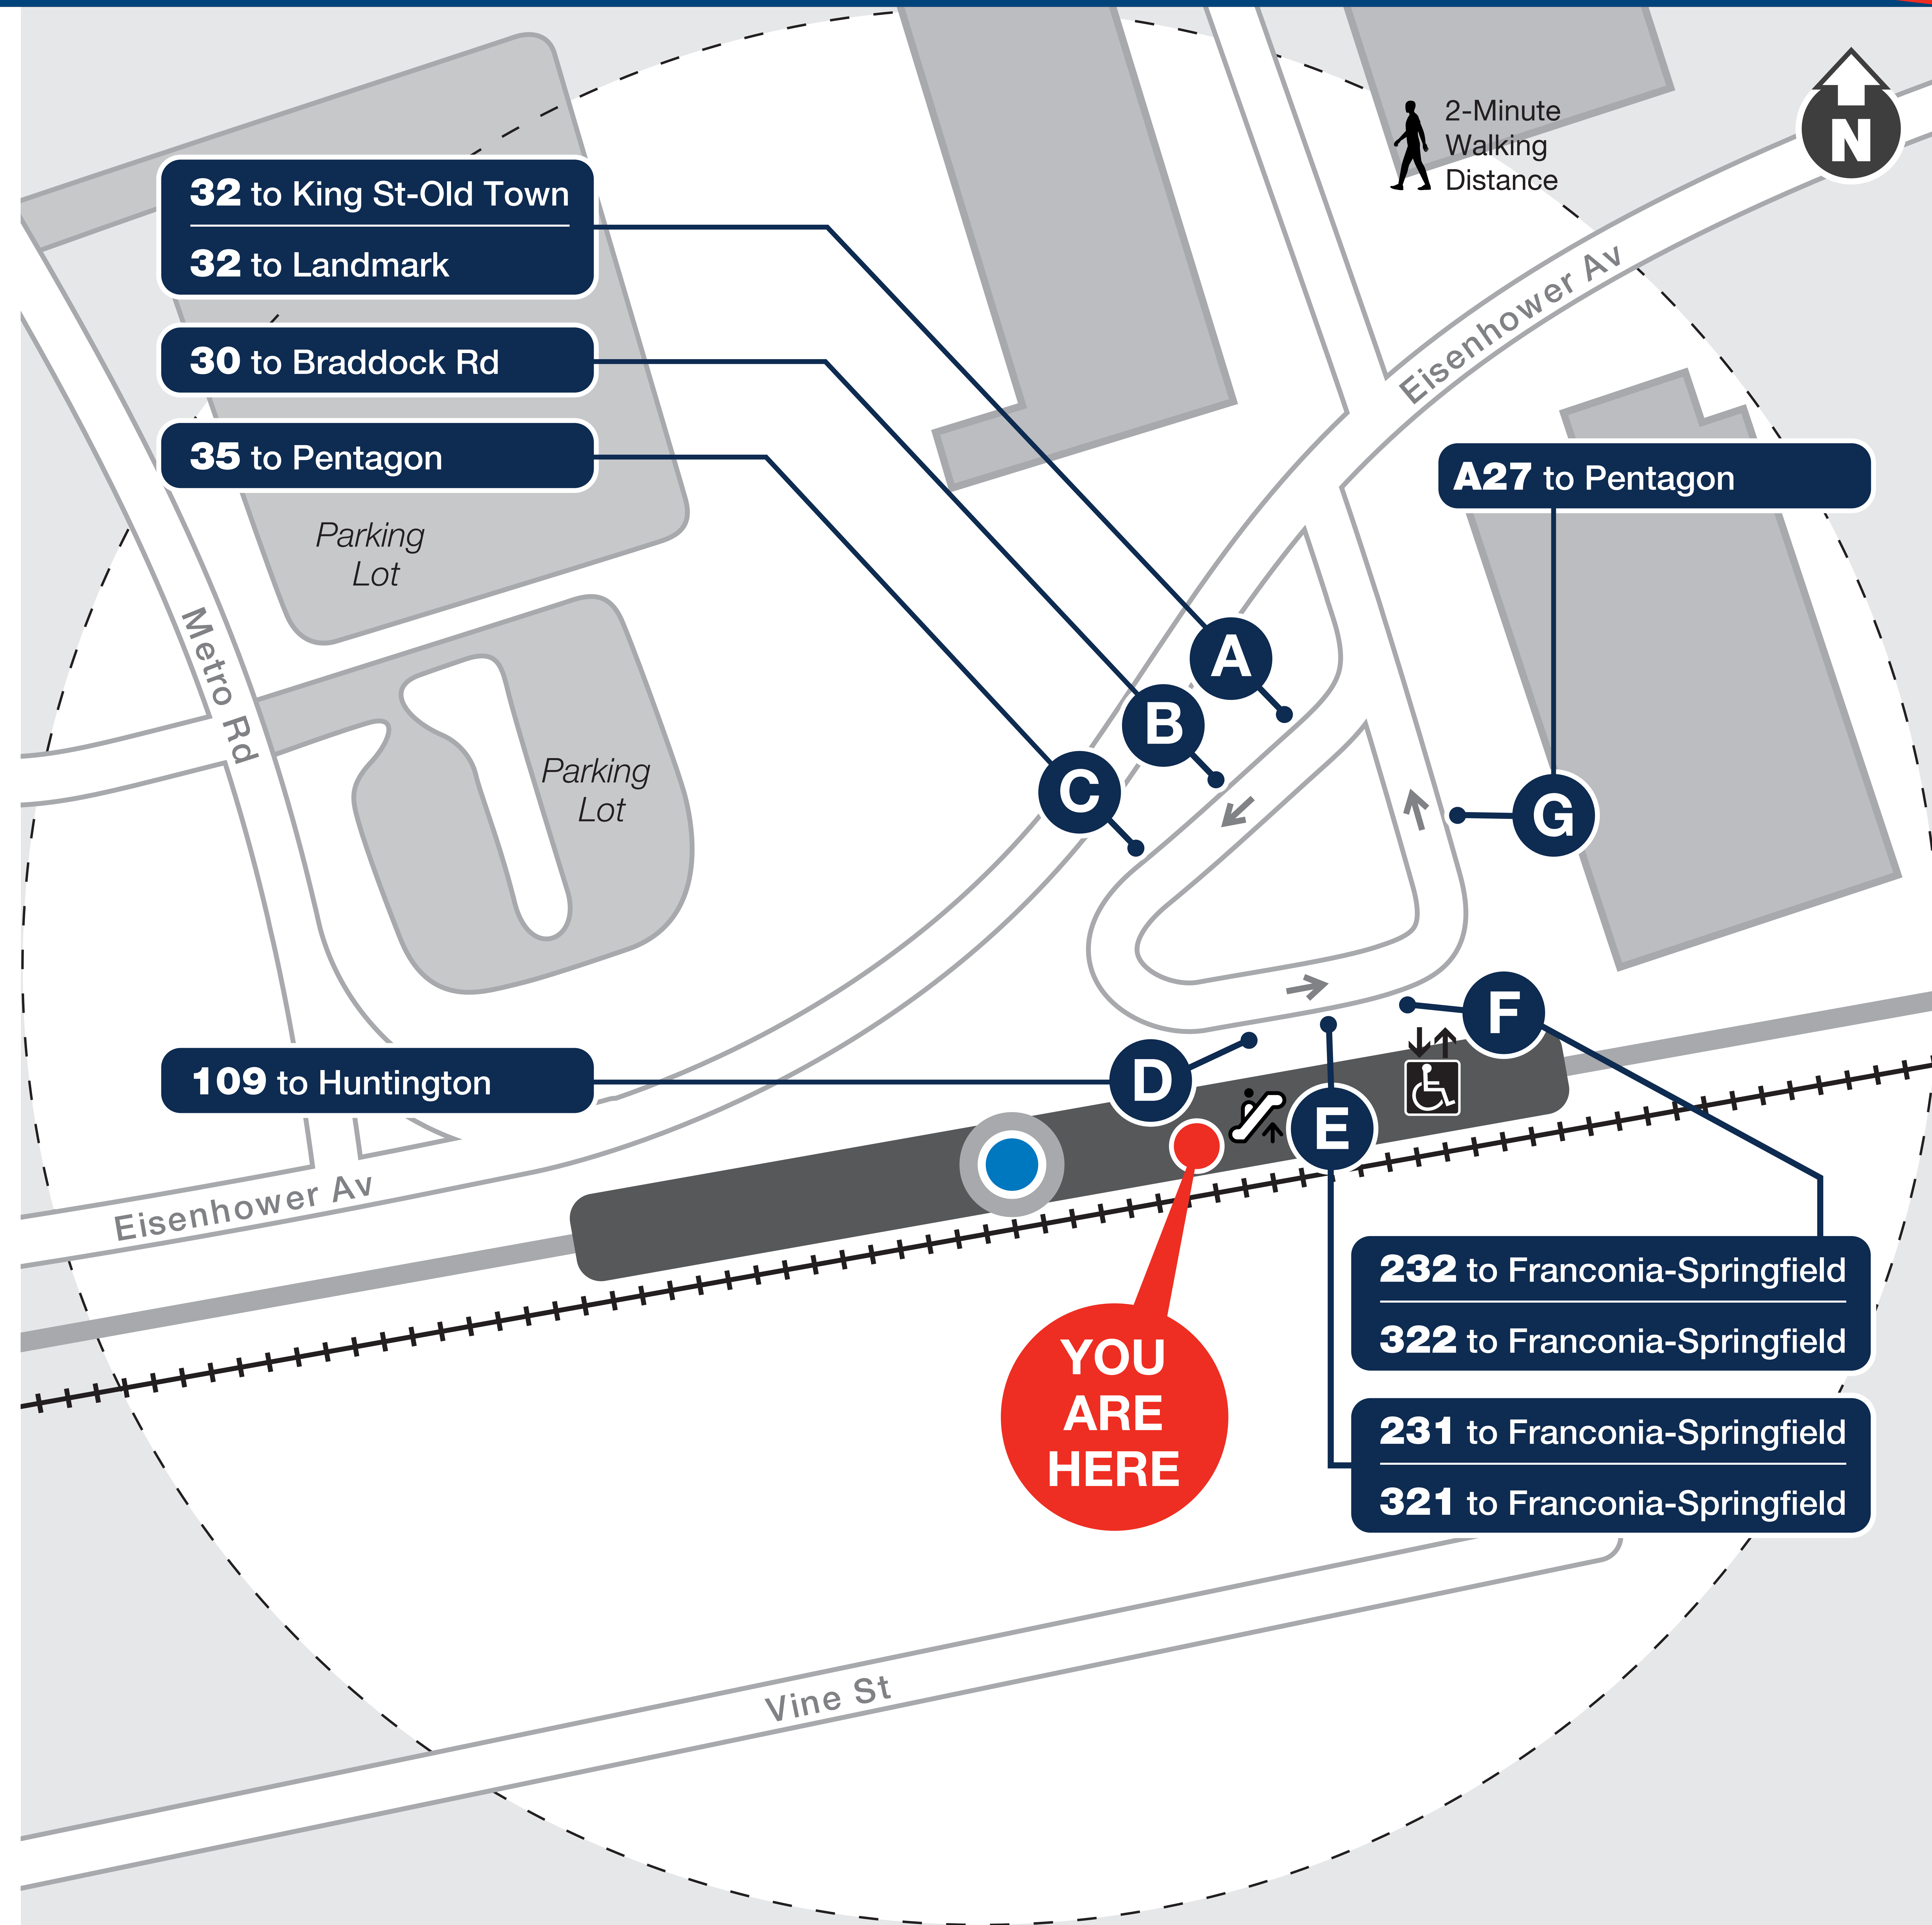 2-Minute
Walking
Distance
N
32 to King St-Old Town
32 to Landmark
30 to Braddock Rd
35 to Pentagon
Eisenhower Av
A27 to Pentagon
Parking
Lot
Metro Rd
Parking
Lot
A
B
C
G
F
D
E
109 to Huntington
Eisenhower Av
232 to Franconia-Springfield
322 to Franconia-Springfield
YOU
ARE
HERE
231 to Franconia-Springfield
321 to Franconia-Springfield
Vine St